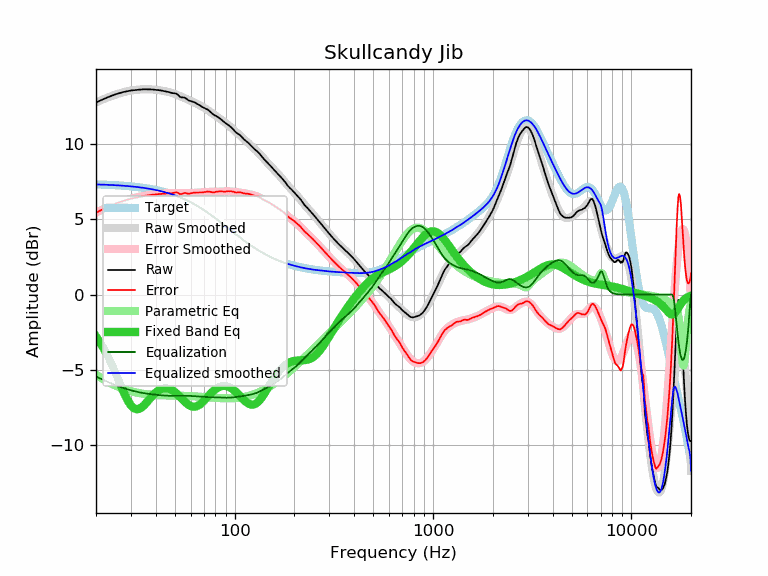 Skullcandy Jib
Amplitude (dBr)
10
5
0
−5
−10
Target
Raw Smoothed
Error Smoothed
Raw
Error
Parametric Eq
Fixed Band Eq
Equalization
Equalized smoothed
100
1000
10000
Frequency (Hz)